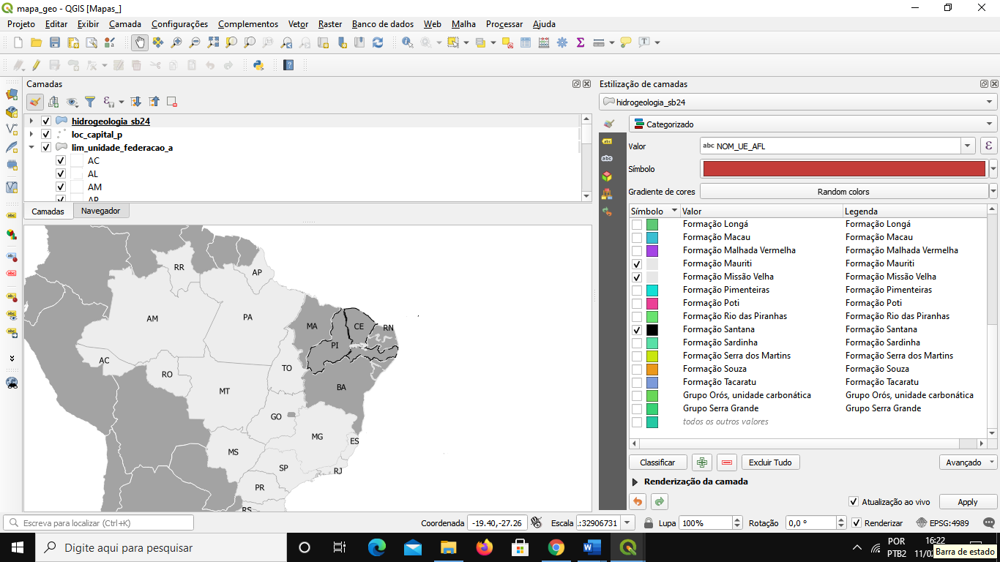 mapa_geo - QGIS [Mapas_]
Projeto Editar Exibir Camada Configurações Complementos Vetor Raster Banco de dados Web Malha Processar Ajuda
Camadas
hidrogeologia_sb24
loc_capital_p
lim_unidade_federacao_a
AC
AL
AM
AP
Camadas Navegador
RR
AP
AM
PA
MA
CE
RN
PI
AC
TO
RO
BA
MT
GO
MG
ES
MS
SP
RJ
PR
RS
Estilização de camadas
hidrogeologia_sb24
Categorizado
Valor abc NOM_UE_AFL ε
Símbolo
Gradiente de cores Random colors
Símbolo Valor Legenda
Formação Longá Formação Longá
Formação Macau Formação Macau
Formação Malhada Vermelha Formação Malhada Vermelha
Formação Mauriti Formação Mauriti
Formação Missão Velha Formação Missão Velha
Formação Pimenteiras Formação Pimenteiras
Formação Poti Formação Poti
Formação Rio das Piranhas Formação Rio das Piranhas
Formação Santana Formação Santana
Formação Sardinha Formação Sardinha
Formação Serra dos Martins Formação Serra dos Martins
Formação Souza Formação Souza
Formação Tacaratu Formação Tacaratu
Grupo Orós, unidade carbonática Grupo Orós, unidade carbonática
Grupo Serra Grande Grupo Serra Grande
todos os outros valores
Classificar Excluir Tudo Avançado
Renderização da camada
Atualização ao vivo Apply
Escreva para localizar (Ctrl+K) Coordenada -19.40,-27.26 Escala .:32906731 Lupa 100% Rotação 0,0 ° Renderizar EPSG:4989
Digite aqui para pesquisar
POR 16:22
PTB2 11/02
Barra de estado